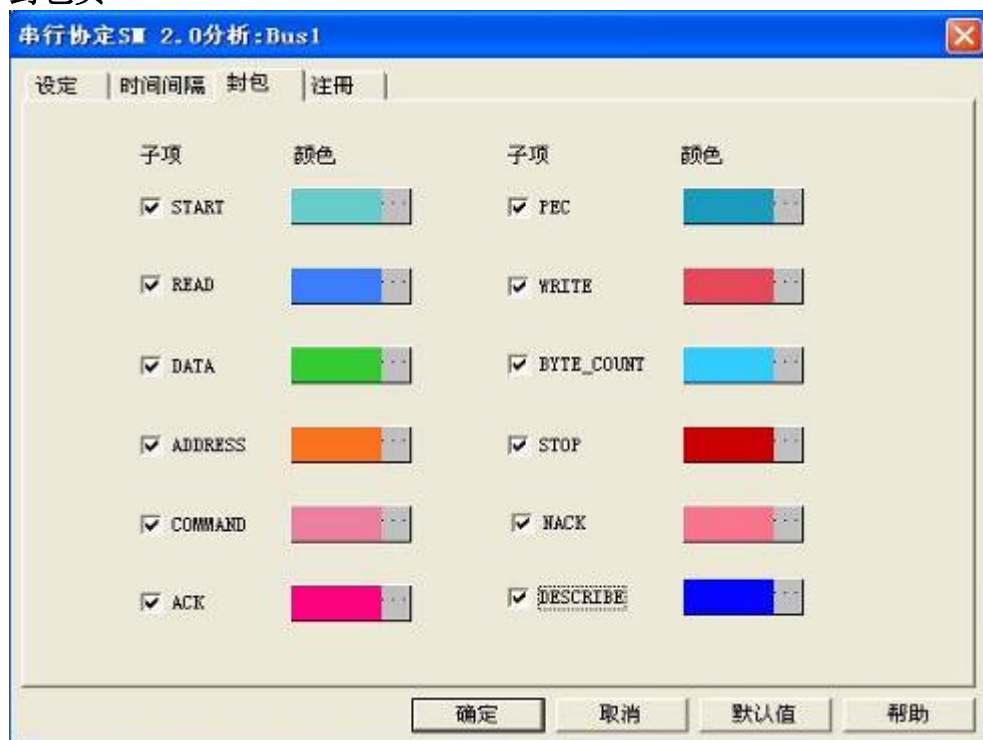 串行协定SM 2.0分析:Bus1
设定 时间间隔 封包 注册
子项 颜色 子项 颜色
START ... PEC ...
READ ... WRITE ...
DATA ... BYTE_COUNT ...
ADDRESS ... STOP ...
COMMAND ... NACK ...
ACK ... DESCRIBE ...
确定 取消 默认值 帮助